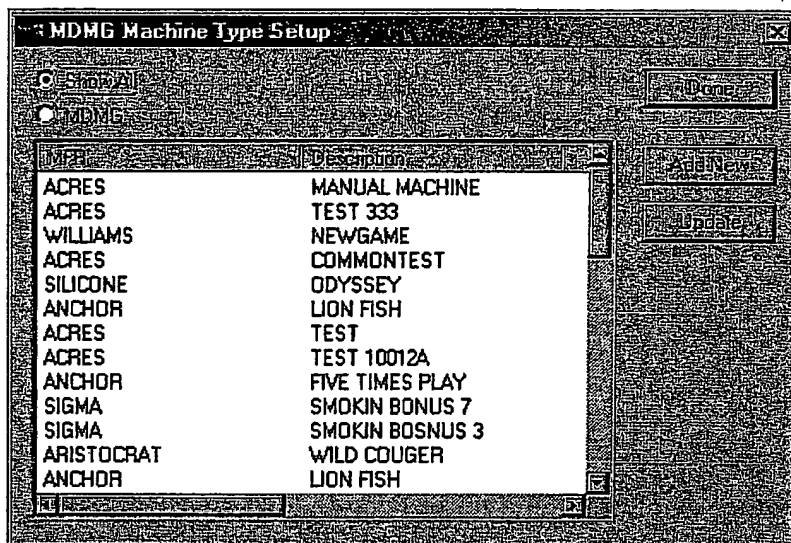 MDMG Machine Type Setup
Show All
MDMG
Done
Add New
Update
MFR Description
ACRES MANUAL MACHINE
ACRES TEST 333
WILLIAMS NEWGAME
ACRES COMMONTEST
SILICONE ODYSSEY
ANCHOR LION FISH
ACRES TEST
ACRES TEST 10012A
ANCHOR FIVE TIMES PLAY
SIGMA SMOKIN BONUS 7
SIGMA SMOKIN BOSNUS 3
ARISTOCRAT WILD COUGER
ANCHOR LION FISH